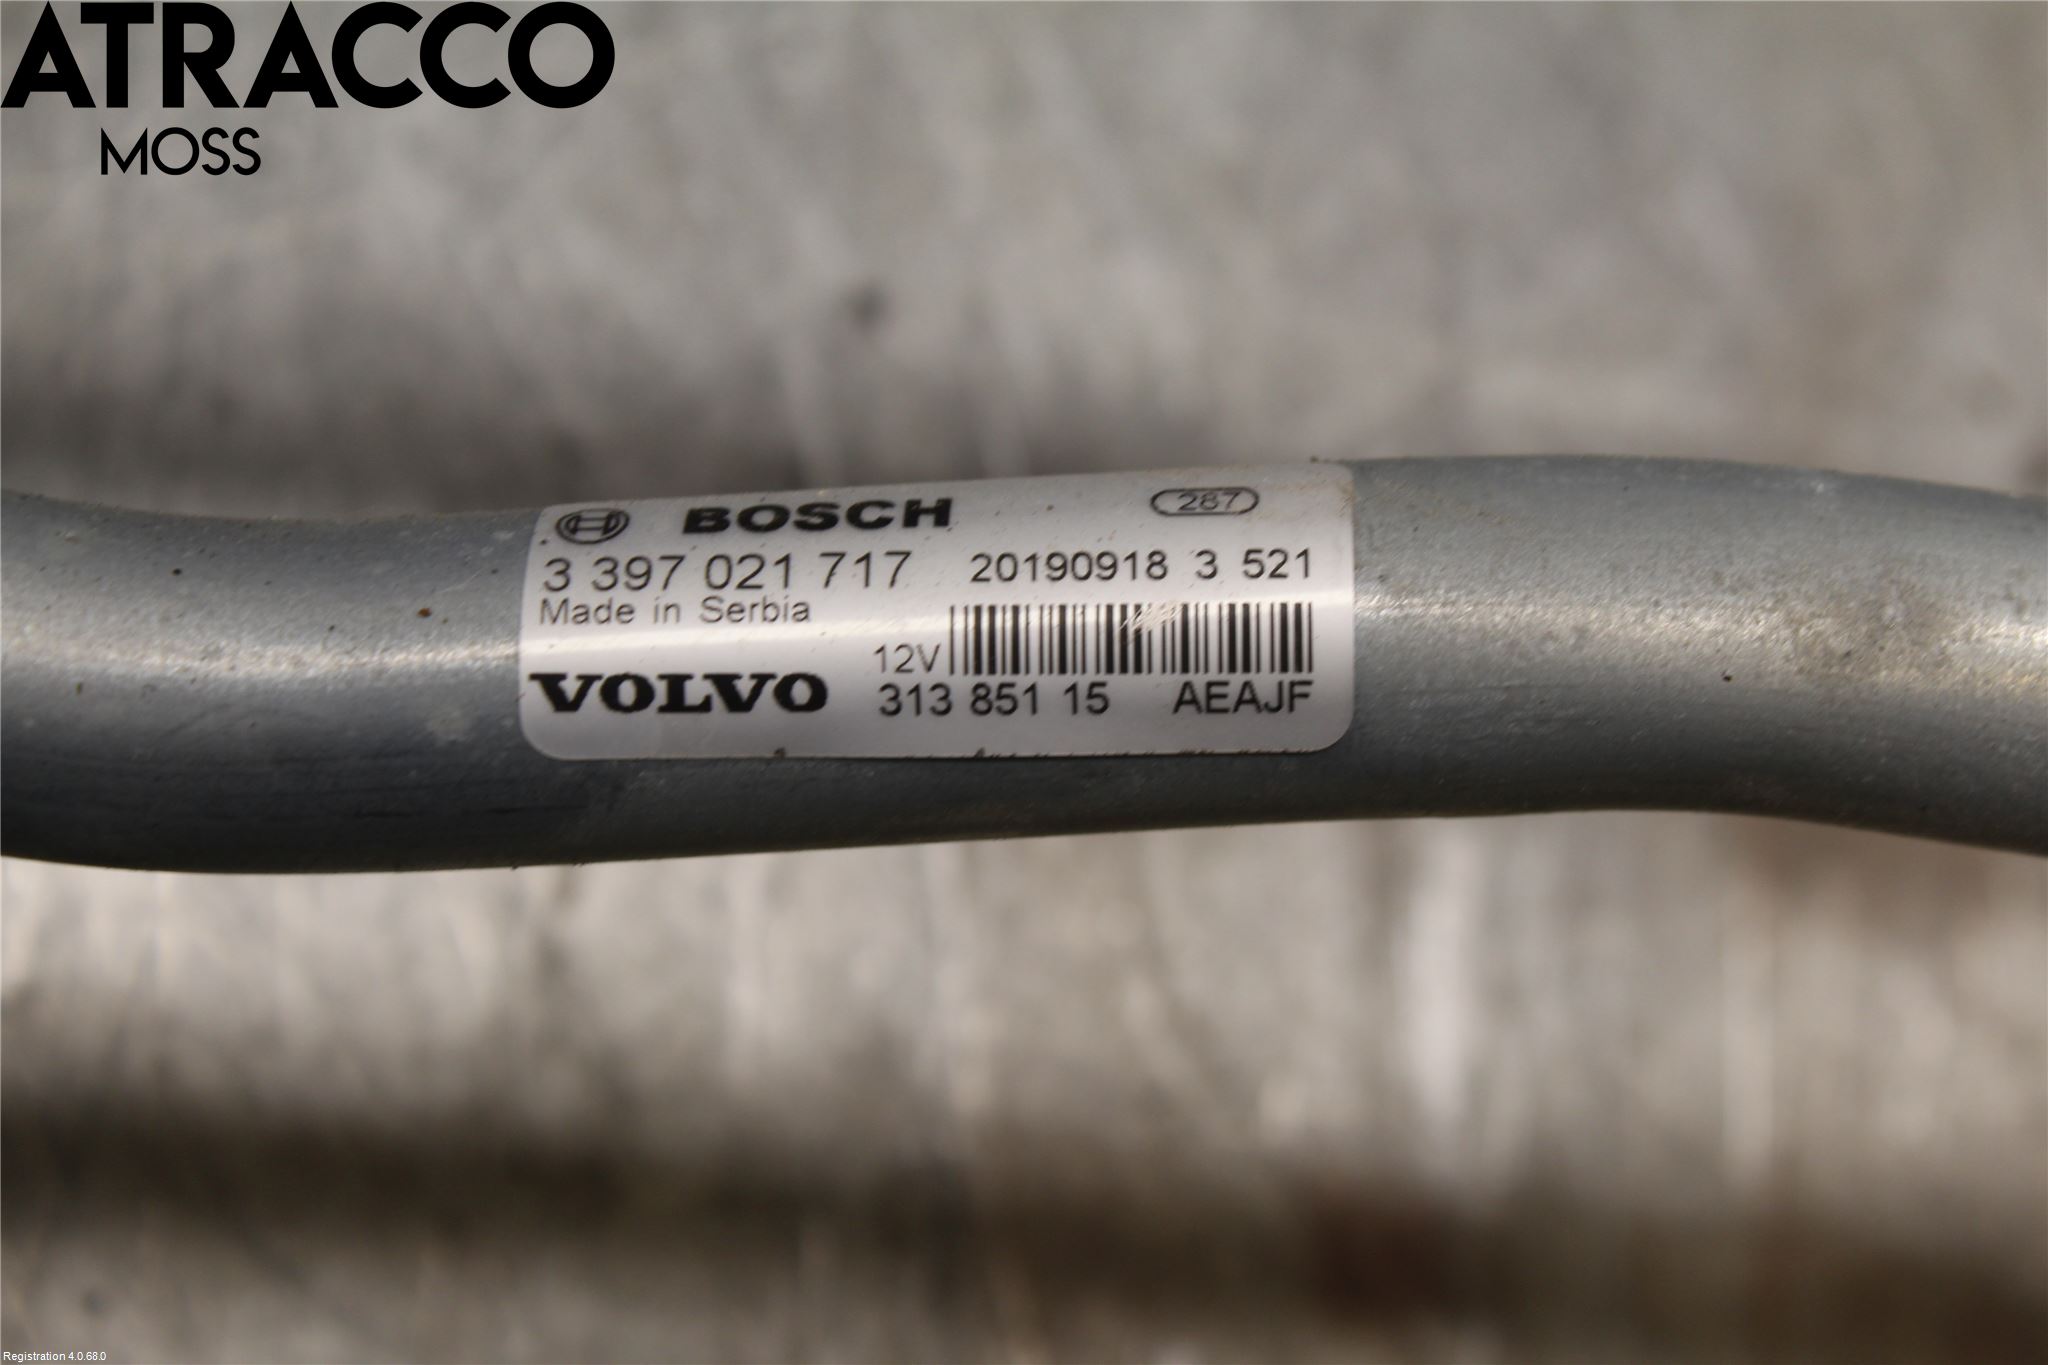 ATRACCO
MOSS
BOSCH 287
3 397 021 717 20190918 3 521
Made in Serbia
12V
VOLVO 313 851 15 AEAJF
Registration 4.0.68.0